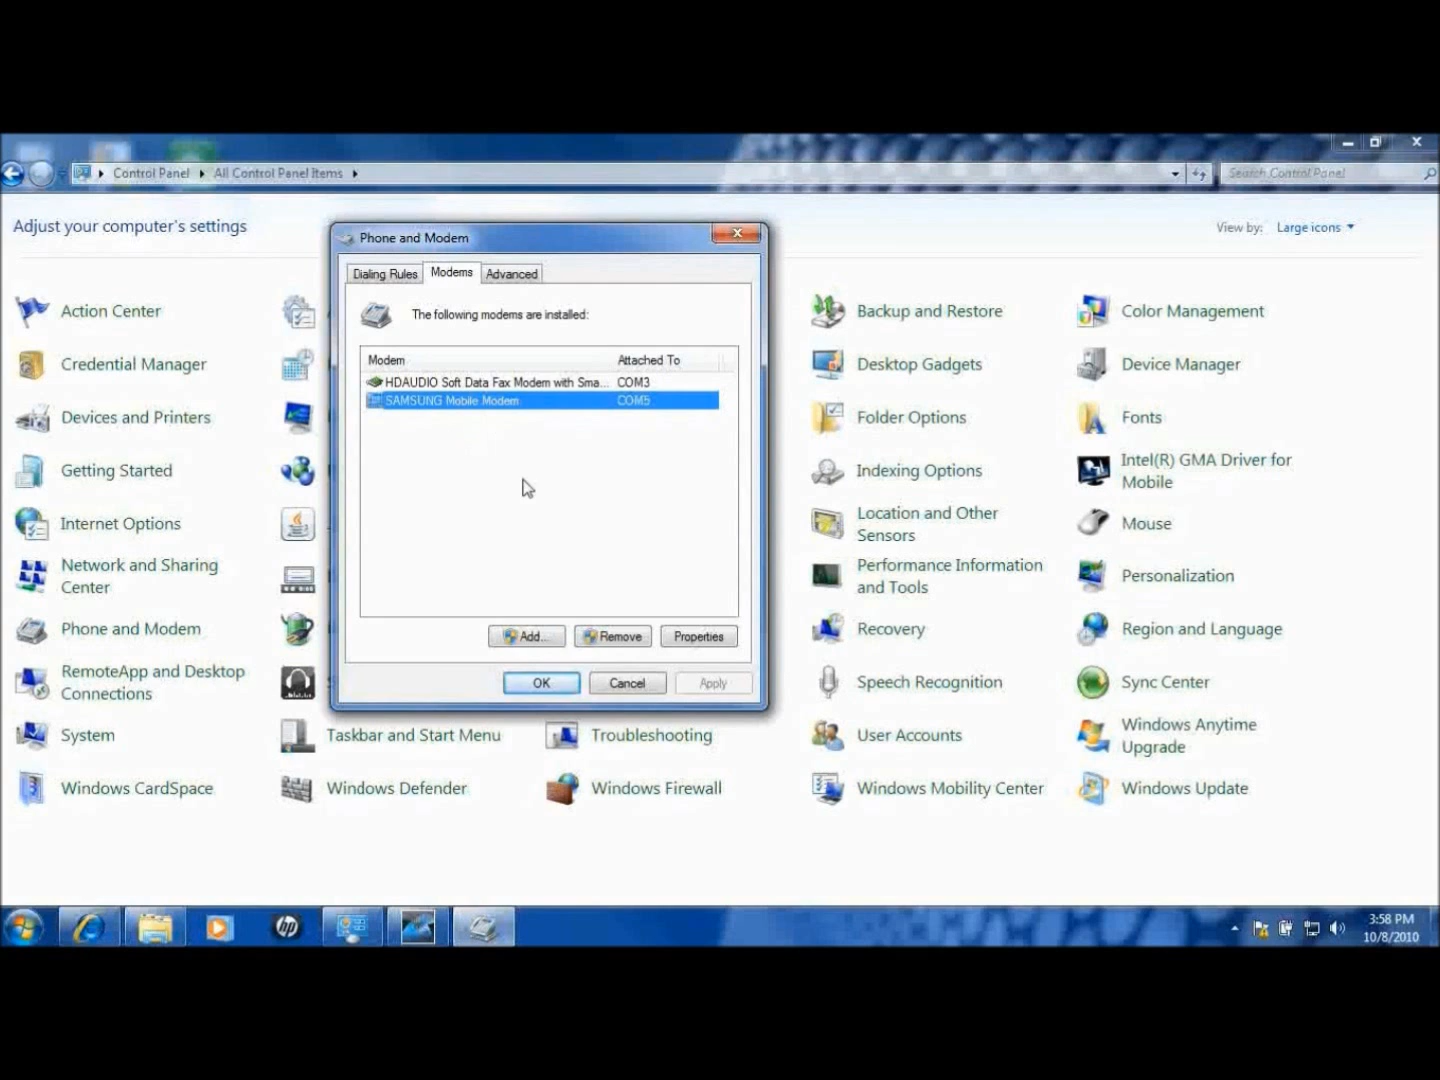 Control Panel
All Control Panel Items
Search Control Panel
Adjust your computer's settings
View by: Large icons
Phone and Modem
Dialing Rules
Modems
Advanced
The following modems are installed:
Modem Attached To
HDAUDIO Soft Data Fax Modem with Sma... COM3
SAMSUNG Mobile Modem COM5
Add...
Remove
Properties
OK
Cancel
Apply
Action Center
Backup and Restore
Color Management
Credential Manager
Desktop Gadgets
Device Manager
Devices and Printers
Folder Options
Fonts
Getting Started
Indexing Options
Intel(R) GMA Driver for
Mobile
Internet Options
Location and Other
Sensors
Mouse
Network and Sharing
Center
Performance Information
and Tools
Personalization
Phone and Modem
Recovery
Region and Language
RemoteApp and Desktop
Connections
Speech Recognition
Sync Center
System
Taskbar and Start Menu
Troubleshooting
User Accounts
Windows Anytime
Upgrade
Windows CardSpace
Windows Defender
Windows Firewall
Windows Mobility Center
Windows Update
hp
3:58 PM
10/8/2010